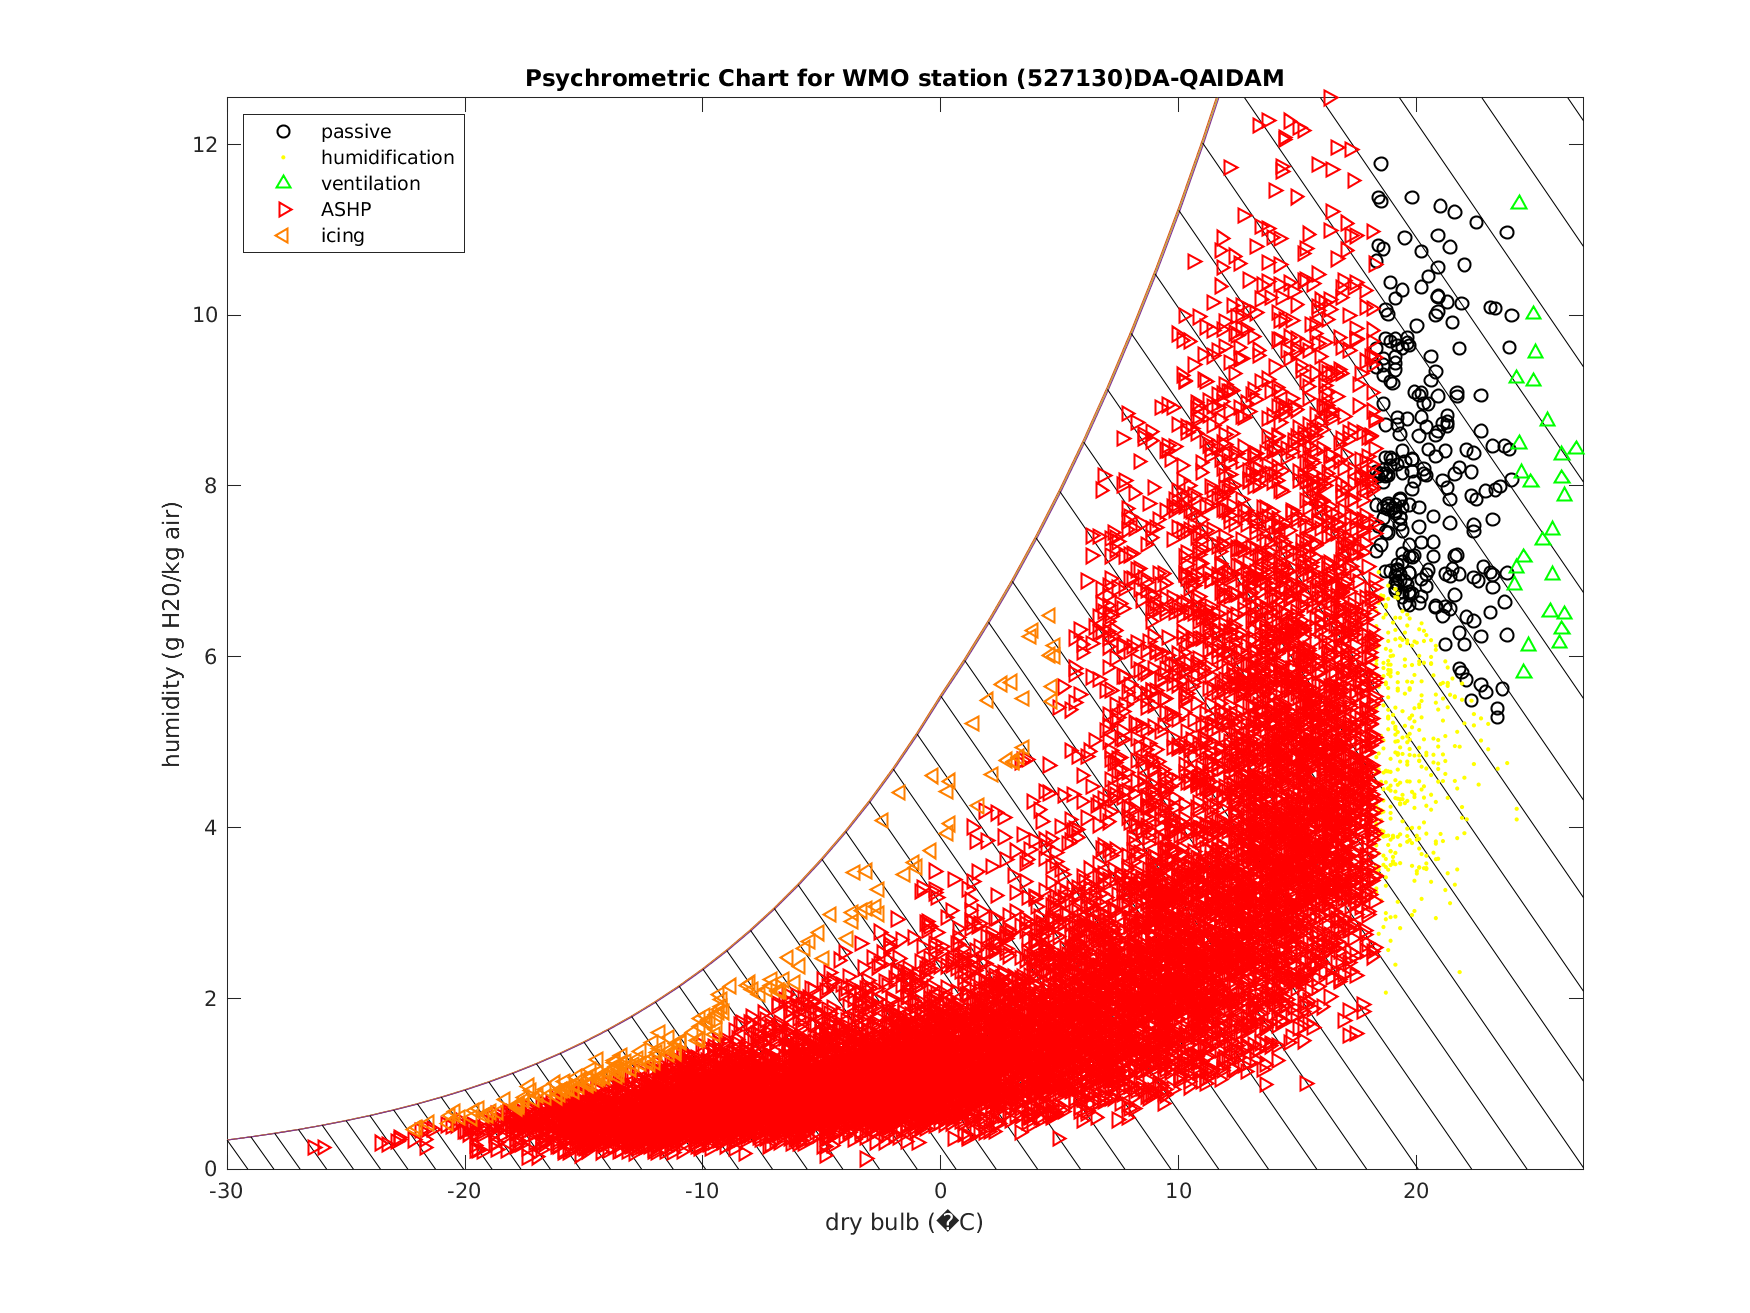 Psychrometric Chart for WMO station (527130)DA-QAIDAM
passive
humidification
ventilation
ASHP
icing
humidity (g H20/kg air)
12
10
8
6
4
2
0
-30 -20 -10 0 10 20
dry bulb (�C)